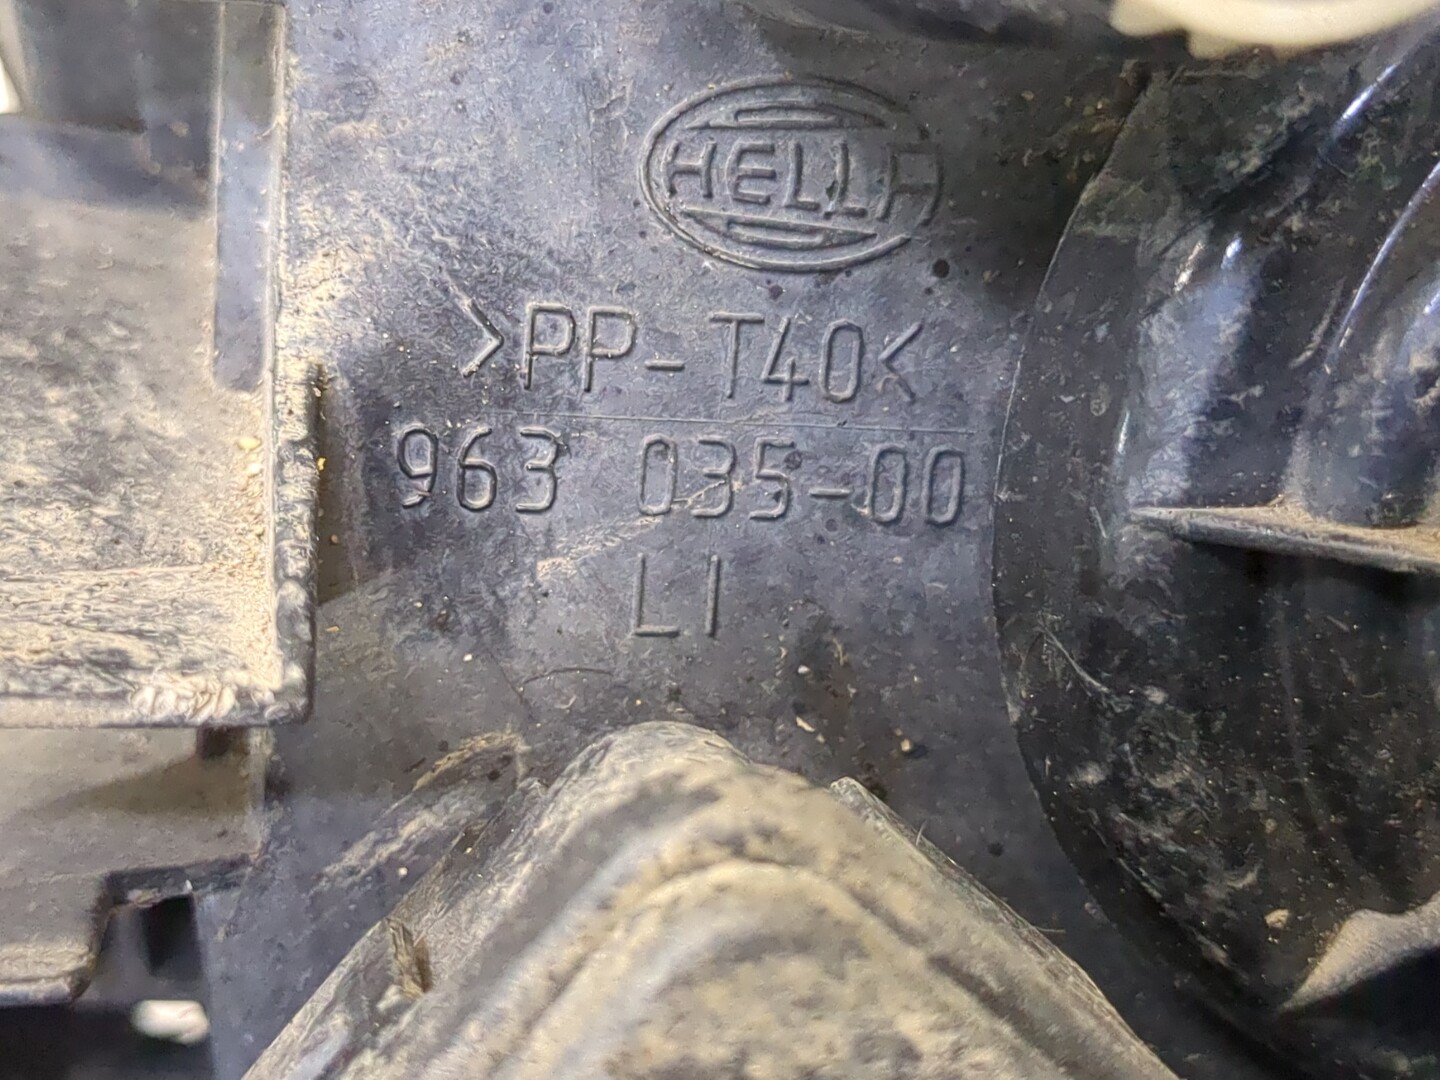 HELLA
>PP-T40<
963 035-00
LI